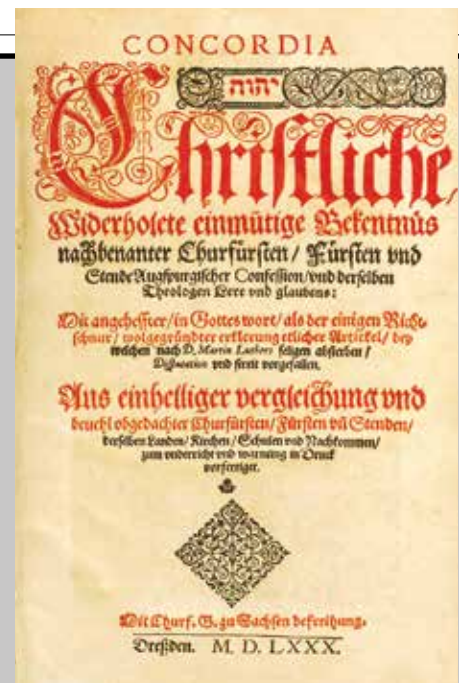 CONCORDIA
יהוה
Christliche,
Widerholete einmütige Bekentnüs
nachbenanter Churfürsten / Fürsten vnd
Stende Augspurgischer Confession / vnd derselben
Theologen Lere vnd glaubens:
Mit angeheffter / in Gottes wort / als der einigen Richt-
schnur / wolgegründter erklerung etlicher Artickel / bey
welchen nach D. Martin Luthers seligen absterben /
Disputation vnd streit vorgefallen.
Aus einhelliger vergleichung vnd
beuehl obgedachter Churfürsten / Fürsten vñ Stenden /
derselben Landen / Kirchen / Schulen vnd Nachkommen /
zum vnderricht vnd warnung in Druck
vorfertiget.
Mit Churf. G. zu Sachsen befreihung.
Dreßden. M. D. LXXX.